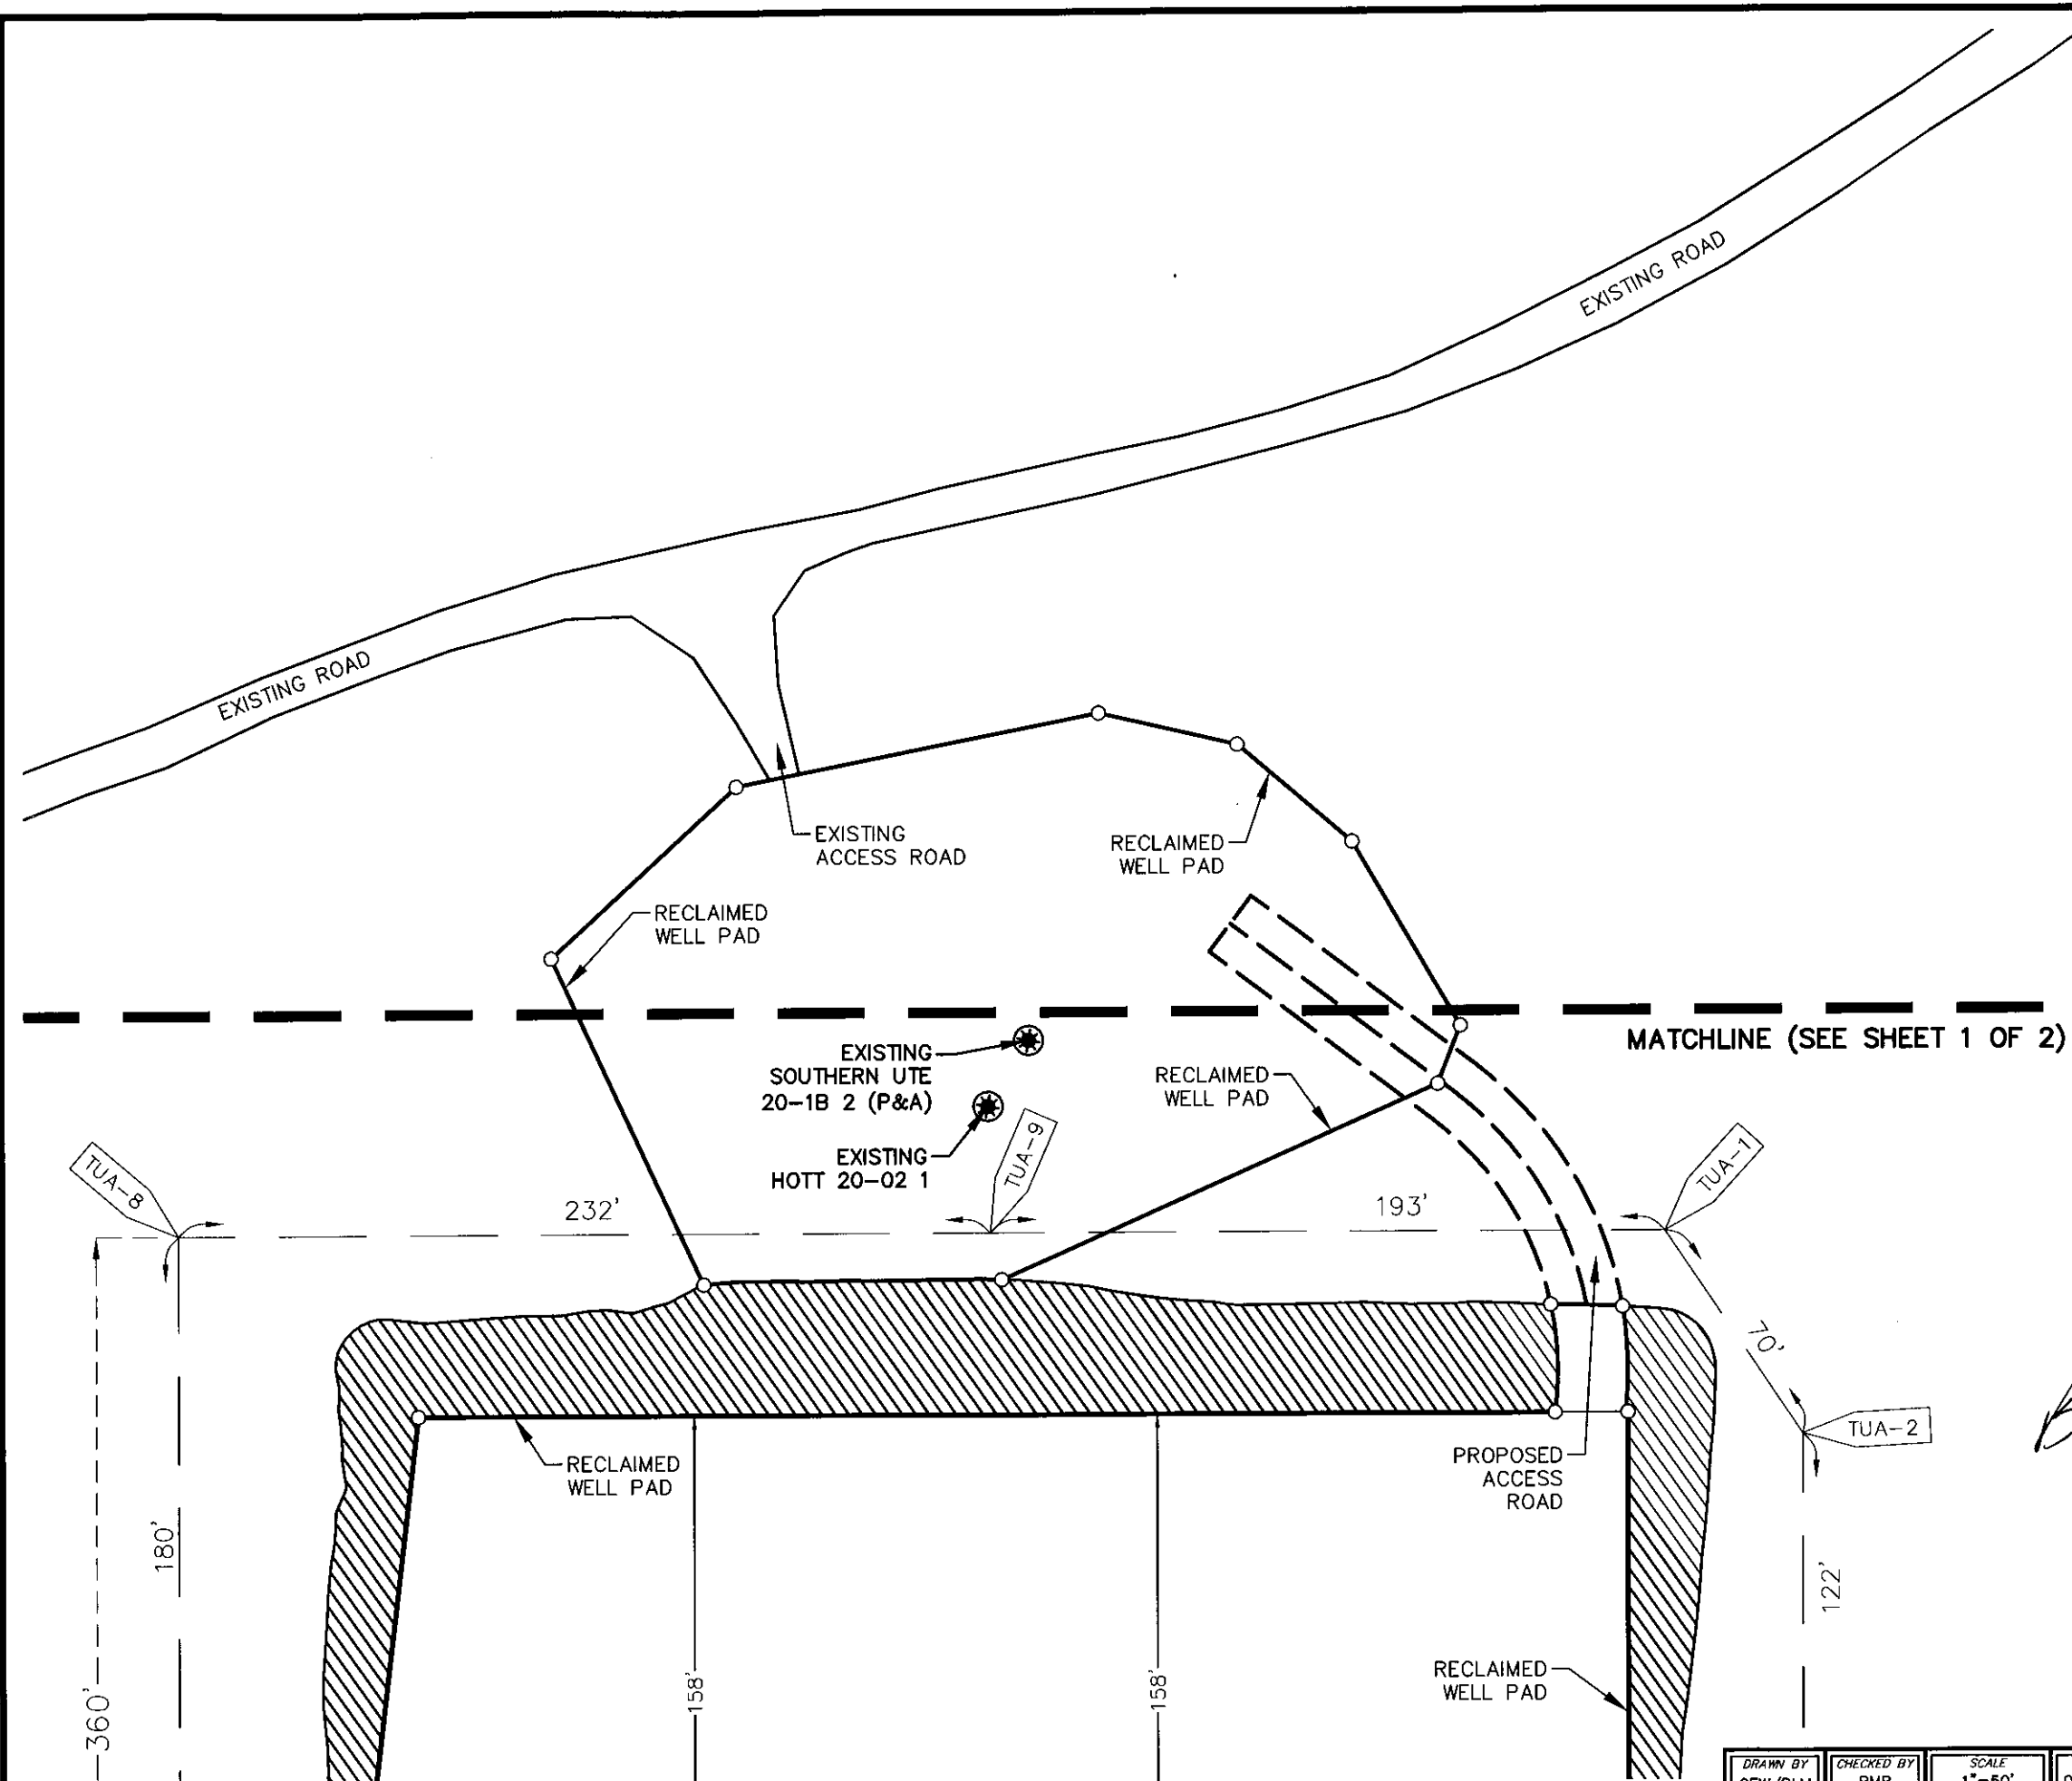 EXISTING ROAD
EXISTING ROAD
EXISTING
ACCESS ROAD
RECLAIMED
WELL PAD
RECLAIMED
WELL PAD
MATCHLINE (SEE SHEET 1 OF 2)
EXISTING
SOUTHERN UTE
20-1B 2 (P&A)
RECLAIMED
WELL PAD
EXISTING
HOTT 20-02 1
TUA-9
TUA-8
TUA-1
232'
193'
70'
TUA-2
RECLAIMED
WELL PAD
PROPOSED
ACCESS
ROAD
180'
122'
360'
158'
158'
RECLAIMED
WELL PAD
DRAWN BY
CHECKED BY
SCALE
1"=50'